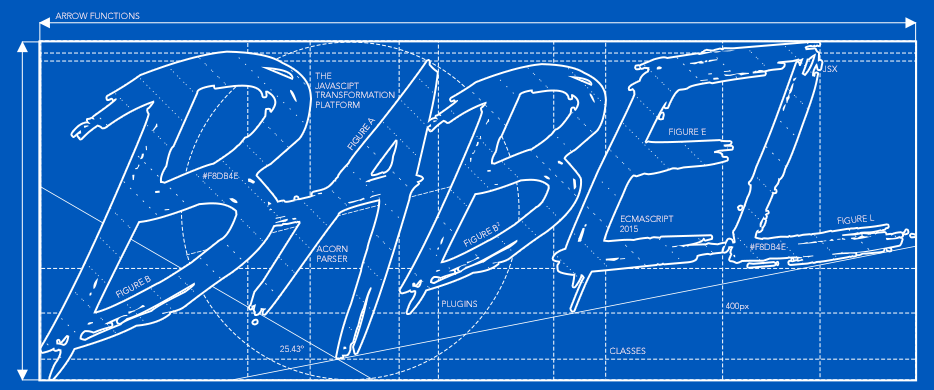 ARROW FUNCTIONS
BABEL
JSX
THE
JAVASCIPT
TRANSFORMATION
PLATFORM
FIGURE A
FIGURE E
#F8DB4E
ECMASCRIPT
2015
FIGURE L
FIGURE B²
#F8DB4E
ACORN
PARSER
FIGURE B
PLUGINS
400px
25.43°
CLASSES